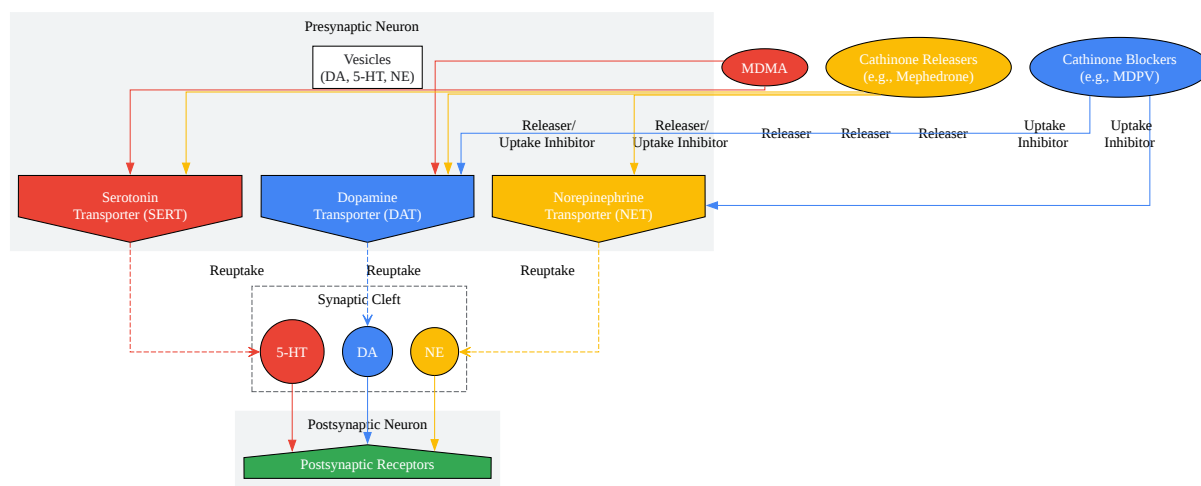 Presynaptic Neuron
Vesicles
(DA, 5-HT, NE)
MDMA
Cathinone Releasers
(e.g., Mephedrone)
Cathinone Blockers
(e.g., MDPV)
Releaser/
Uptake Inhibitor
Releaser/
Uptake Inhibitor
Releaser
Releaser
Releaser
Uptake
Inhibitor
Uptake
Inhibitor
Serotonin
Transporter (SERT)
Dopamine
Transporter (DAT)
Norepinephrine
Transporter (NET)
Reuptake
Reuptake
Reuptake
Synaptic Cleft
5-HT
DA
NE
Postsynaptic Neuron
Postsynaptic Receptors